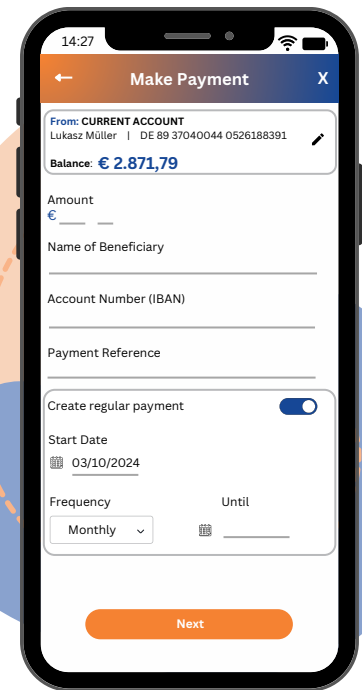 14:27
← Make Payment X
From: CURRENT ACCOUNT
Lukasz Müller | DE 89 37040044 0526188391
Balance: € 2.871,79
Amount
€
Name of Beneficiary
Account Number (IBAN)
Payment Reference
Create regular payment
Start Date
03/10/2024
Frequency Until
Monthly
Next